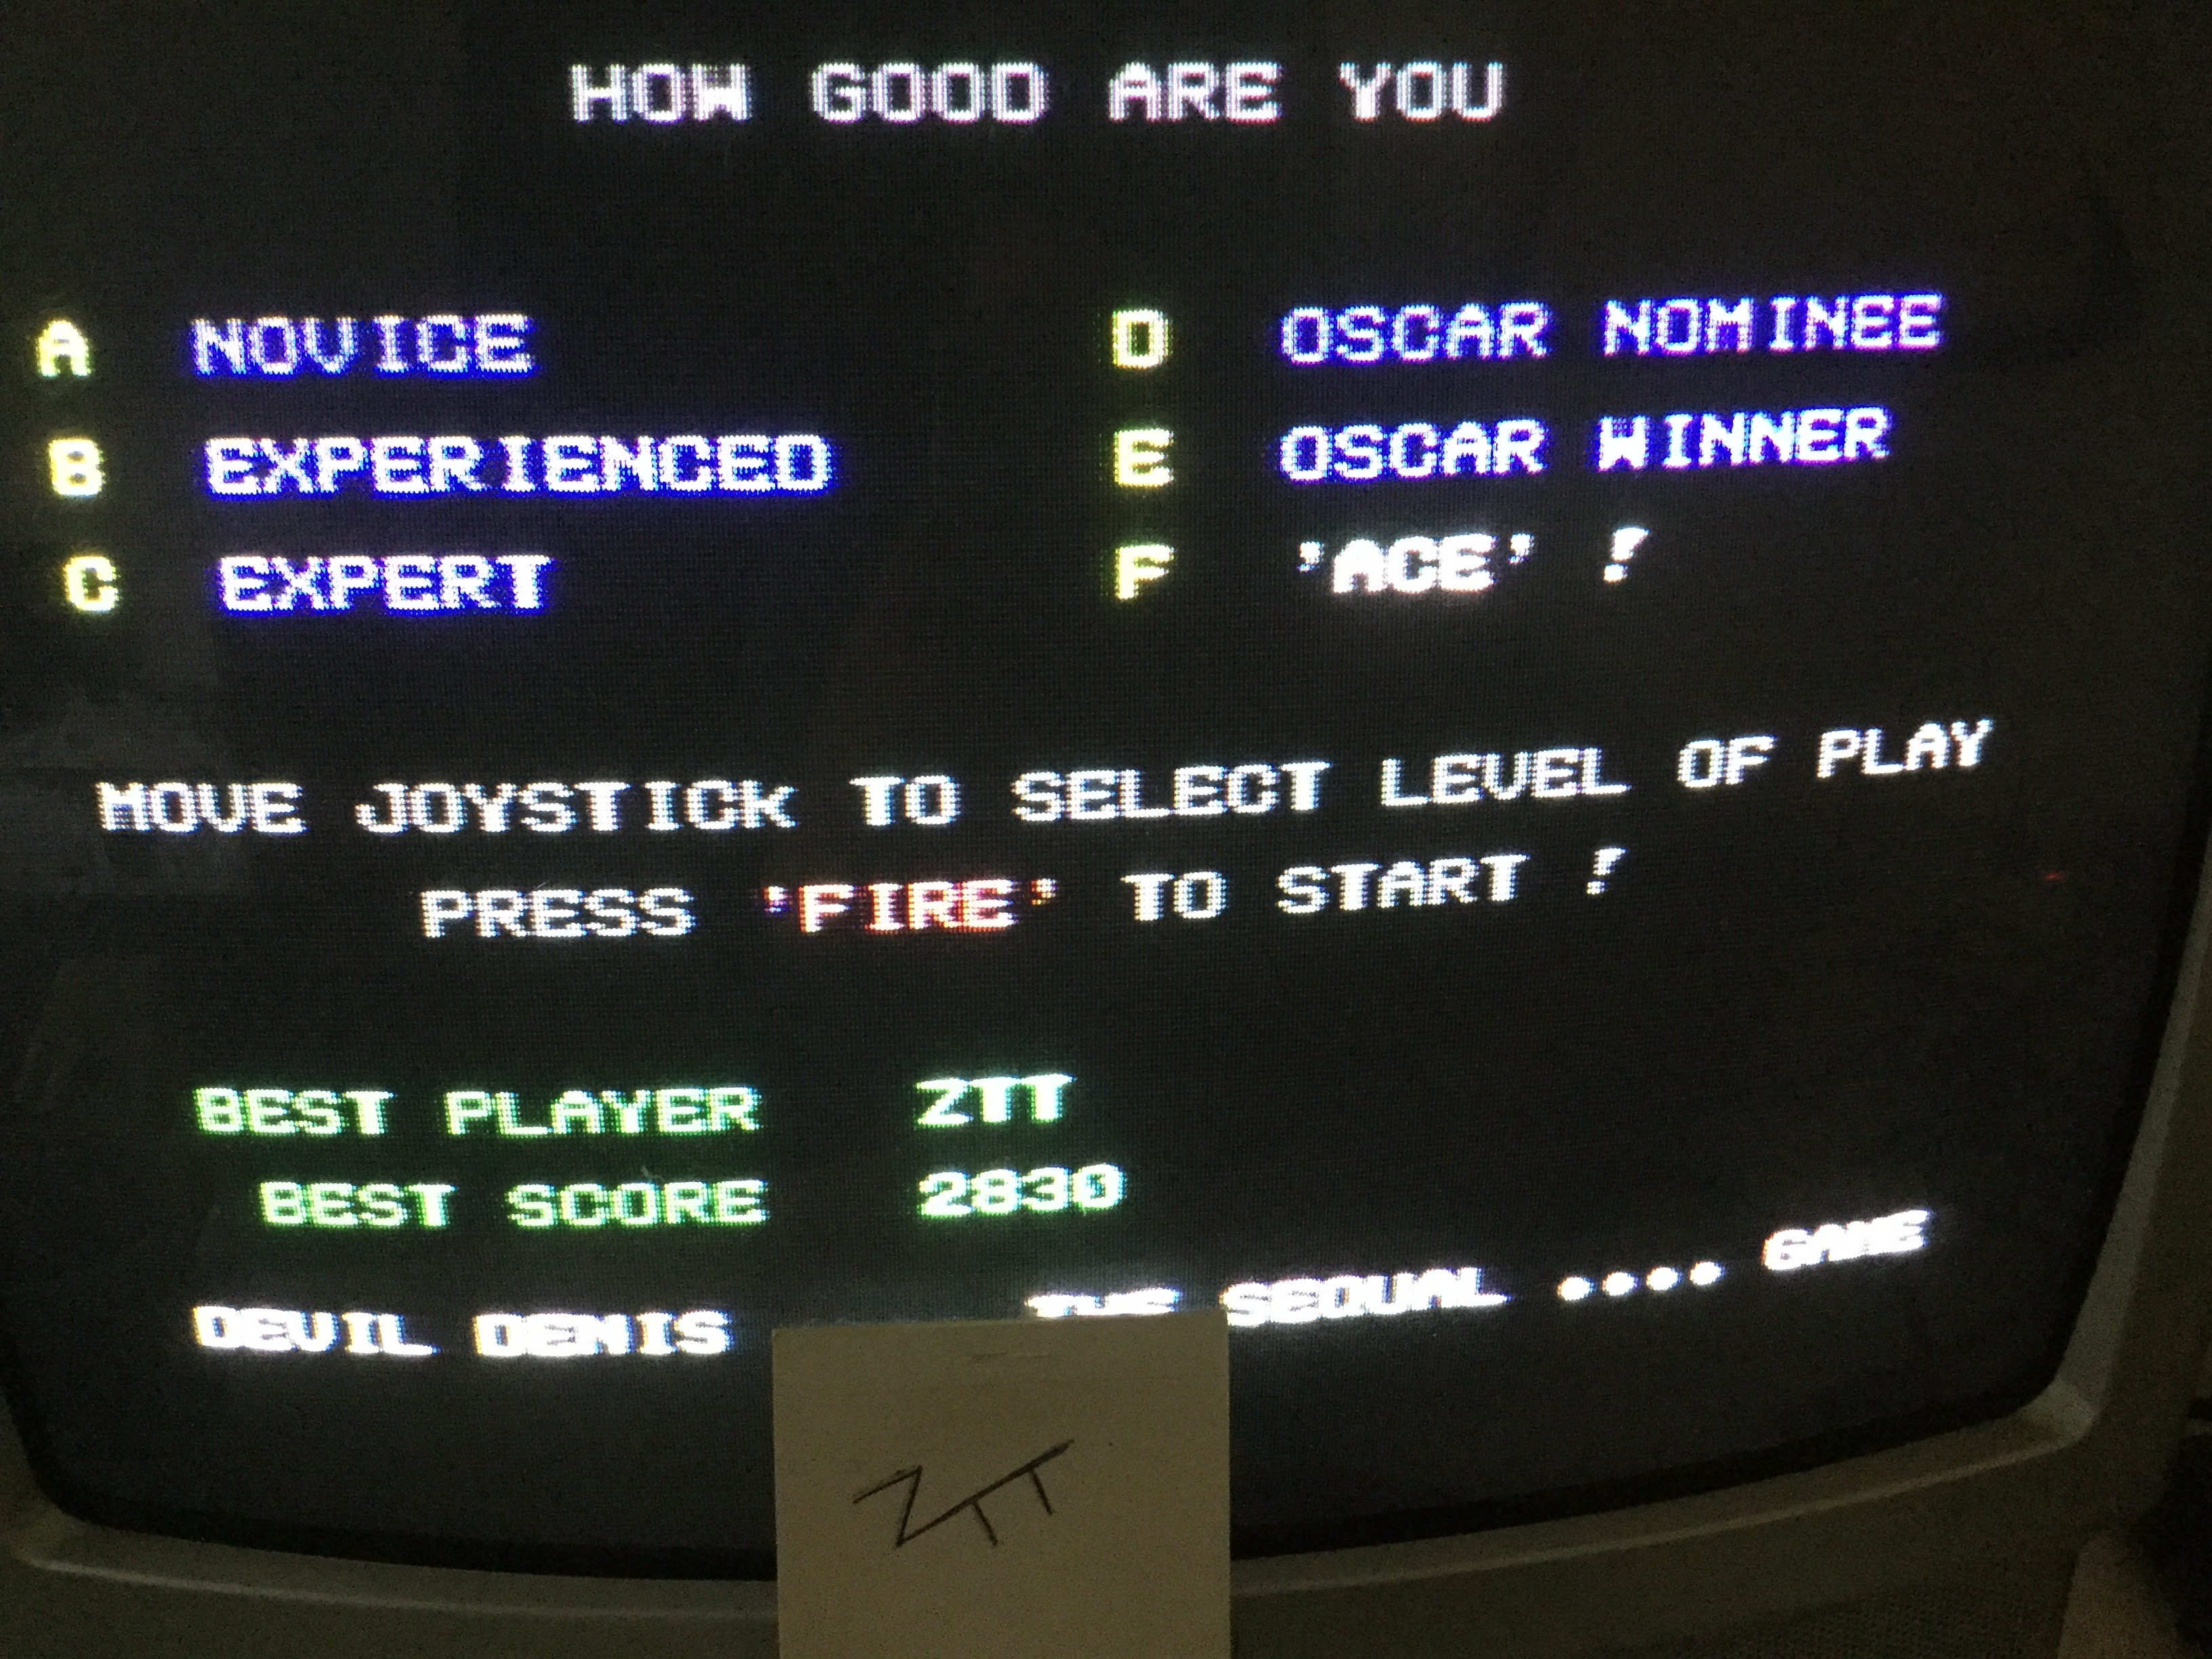 HOW GOOD ARE YOU
A NOVICE D OSCAR NOMINEE
B EXPERIENCED E OSCAR WINNER
C EXPERT F 'ACE' !
MOVE JOYSTICK TO SELECT LEVEL OF PLAY
PRESS 'FIRE' TO START !
BEST PLAYER ZTT
BEST SCORE 2830
DEVIL DENIS THE SEQUAL .... GAME
ZTT